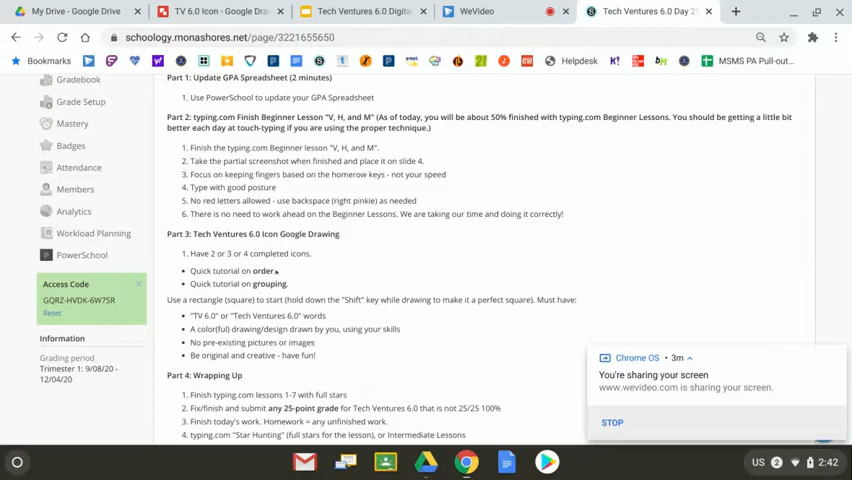 My Drive - Google Drive
TV 6.0 Icon - Google Dra
Tech Ventures 6.0 Digita
WeVideo
Tech Ventures 6.0 Day 2
schoology.monashores.net/page/3221655650
Bookmarks
Helpdesk
MSMS PA Pull-out...
Gradebook
Grade Setup
Mastery
Badges
Attendance
Members
Analytics
Workload Planning
PowerSchool
Access Code
GQRZ-HVDK-6W7SR
Reset
Information
Grading period
Trimester 1: 9/08/20 -
12/04/20
Part 1: Update GPA Spreadsheet (2 minutes)
1. Use PowerSchool to update your GPA Spreadsheet
Part 2: typing.com Finish Beginner Lesson "V, H, and M" (As of today, you will be about 50% finished with typing.com Beginner Lessons. You should be getting a little bit
better each day at touch-typing if you are using the proper technique.)
1. Finish the typing.com Beginner lesson "V, H, and M".
2. Take the partial screenshot when finished and place it on slide 4.
3. Focus on keeping fingers based on the homerow keys - not your speed
4. Type with good posture
5. No red letters allowed - use backspace (right pinkie) as needed
6. There is no need to work ahead on the Beginner Lessons. We are taking our time and doing it correctly!
Part 3: Tech Ventures 6.0 Icon Google Drawing
1. Have 2 or 3 or 4 completed icons.
• Quick tutorial on order.
• Quick tutorial on grouping.
Use a rectangle (square) to start (hold down the "Shift" key while drawing to make it a perfect square). Must have:
• "TV 6.0" or "Tech Ventures 6.0" words
• A color(ful) drawing/design drawn by you, using your skills
• No pre-existing pictures or images
• Be original and creative - have fun!
Part 4: Wrapping Up
1. Finish typing.com lessons 1-7 with full stars
2. Fix/finish and submit any 25-point grade for Tech Ventures 6.0 that is not 25/25 100%
3. Finish today's work. Homework = any unfinished work.
4. typing.com "Star Hunting" (full stars for the lesson), or Intermediate Lessons
Chrome OS • 3m
You're sharing your screen
www.wevideo.com is sharing your screen.
STOP
US 2 2:42